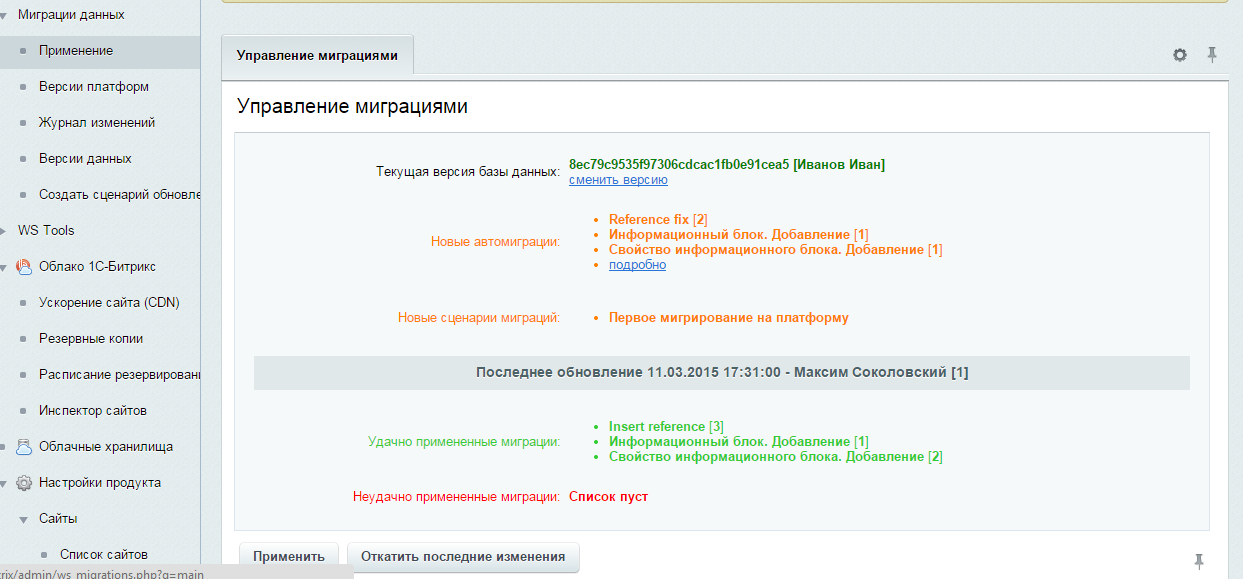 Миграции данных
Применение
Версии платформ
Журнал изменений
Версии данных
Создать сценарий обновле
WS Tools
Облако 1С-Битрикс
Ускорение сайта (CDN)
Резервные копии
Расписание резервирован
Инспектор сайтов
Облачные хранилища
Настройки продукта
Сайты
Список сайтов
trix/admin/ws_migrations.php?q=main
Управление миграциями
Управление миграциями
Текущая версия базы данных: 8ec79c9535f97306cdcac1fb0e91cea5 [Иванов Иван]
сменить версию
Новые автомиграции:
Reference fix [2]
Информационный блок. Добавление [1]
Свойство информационного блока. Добавление [1]
подробно
Новые сценарии миграций: Первое мигрирование на платформу
Последнее обновление 11.03.2015 17:31:00 - Максим Соколовский [1]
Удачно примененные миграции:
Insert reference [3]
Информационный блок. Добавление [1]
Свойство информационного блока. Добавление [2]
Неудачно примененные миграции: Список пуст
Применить Откатить последние изменения